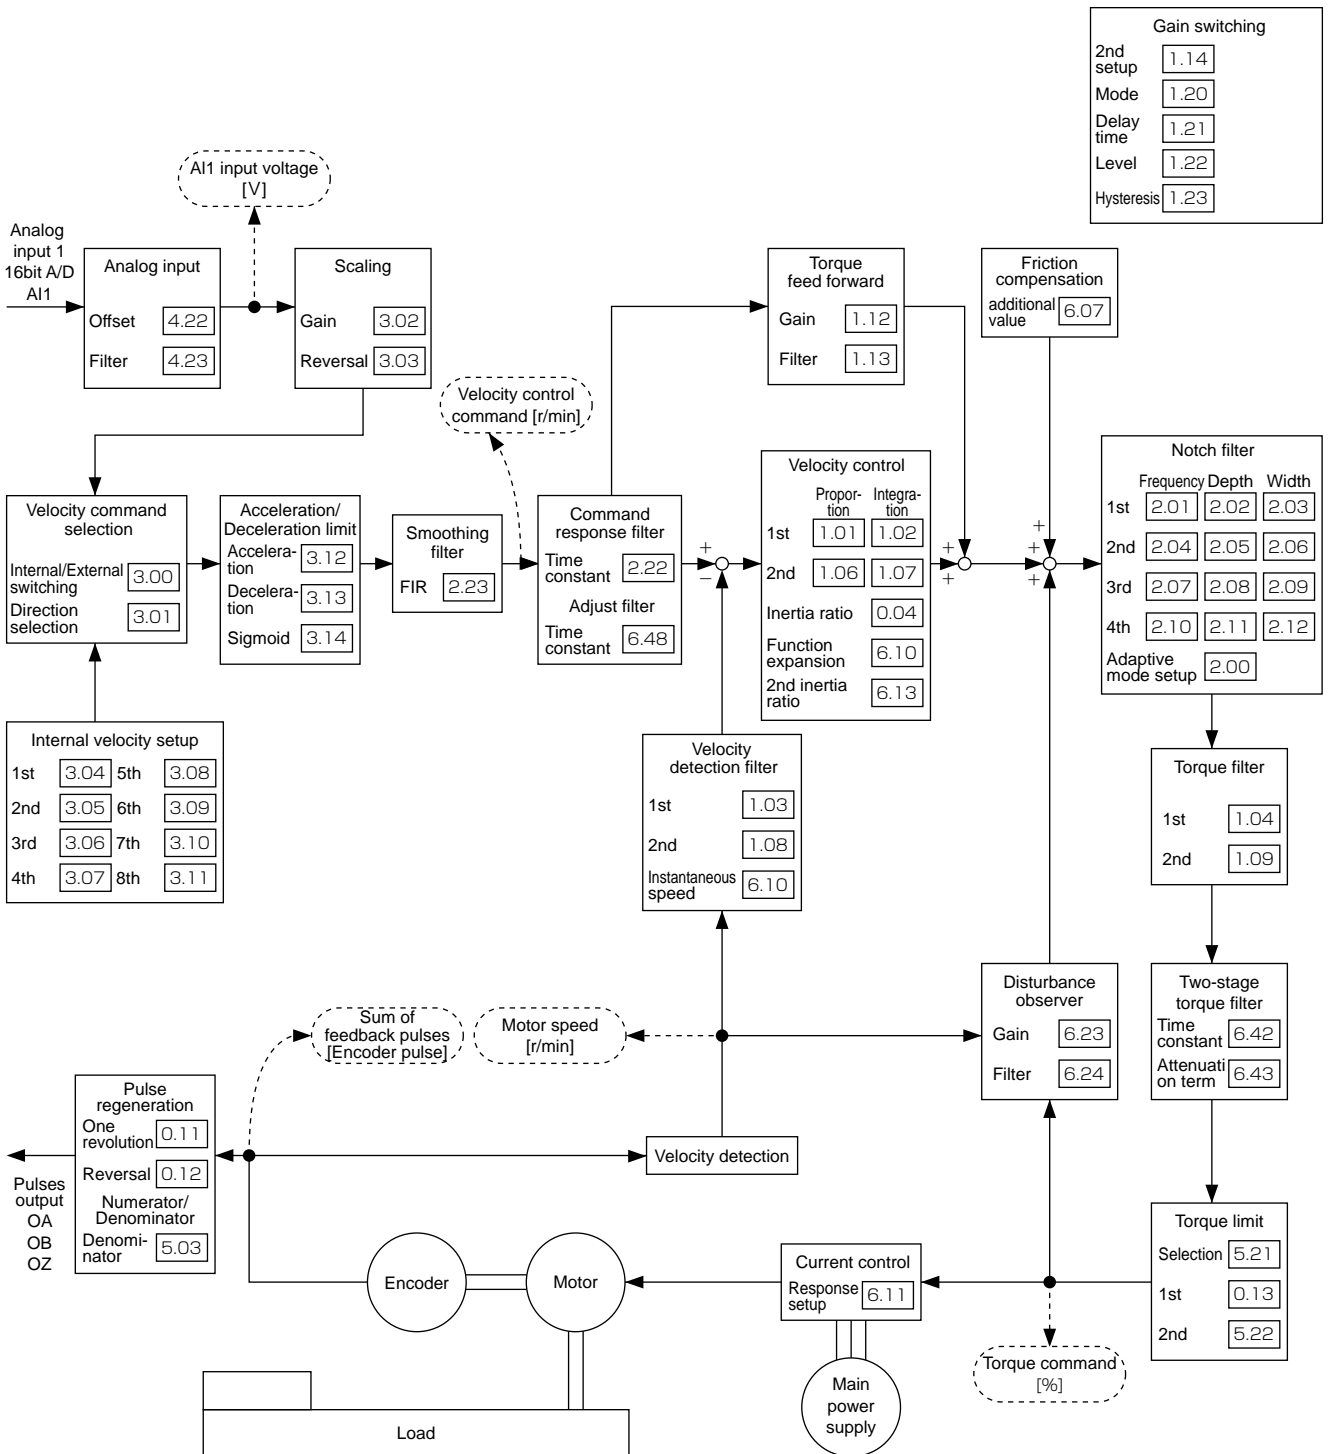 Gain switching
2nd
setup
1.14
Mode
1.20
Delay
time
1.21
Level
1.22
Hysteresis
1.23
AI1 input voltage
[V]
Analog
input 1
16bit A/D
AI1
Analog input
Offset
4.22
Filter
4.23
Scaling
Gain
3.02
Reversal
3.03
Torque
feed forward
Gain
1.12
Filter
1.13
Friction
compensation
additional
value
6.07
Velocity control
command [r/min]
Velocity command
selection
Internal/External
switching
3.00
Direction
selection
3.01
Acceleration/
Deceleration limit
Accelera-
tion
3.12
Decelera-
tion
3.13
Sigmoid
3.14
Smoothing
filter
FIR
2.23
Command
response filter
Time
constant
2.22
Adjust filter
Time
constant
6.48
+
−
Velocity control
Propor-
tion
Integra-
tion
1st
1.01
1.02
2nd
1.06
1.07
Inertia ratio
0.04
Function
expansion
6.10
2nd inertia
ratio
6.13
+
+
+
+
+
Notch filter
Frequency Depth Width
1st 2.01 2.02 2.03
2nd 2.04 2.05 2.06
3rd 2.07 2.08 2.09
4th 2.10 2.11 2.12
Adaptive
mode setup
2.00
Internal velocity setup
1st 3.04 5th 3.08
2nd 3.05 6th 3.09
3rd 3.06 7th 3.10
4th 3.07 8th 3.11
Velocity
detection filter
1st
1.03
2nd
1.08
Instantaneous
speed
6.10
Torque filter
1st
1.04
2nd
1.09
Sum of
feedback pulses
[Encoder pulse]
Motor speed
[r/min]
Disturbance
observer
Gain
6.23
Filter
6.24
Two-stage
torque filter
Time
constant
6.42
Attenuati
on term
6.43
Pulse
regeneration
One
revolution
0.11
Reversal
0.12
Numerator/
Denominator
Denomi-
nator
5.03
Pulses
output
OA
OB
OZ
Velocity detection
Encoder
Motor
Current control
Response
setup
6.11
Torque limit
Selection
5.21
1st
0.13
2nd
5.22
Torque command
[%]
Main
power
supply
Load